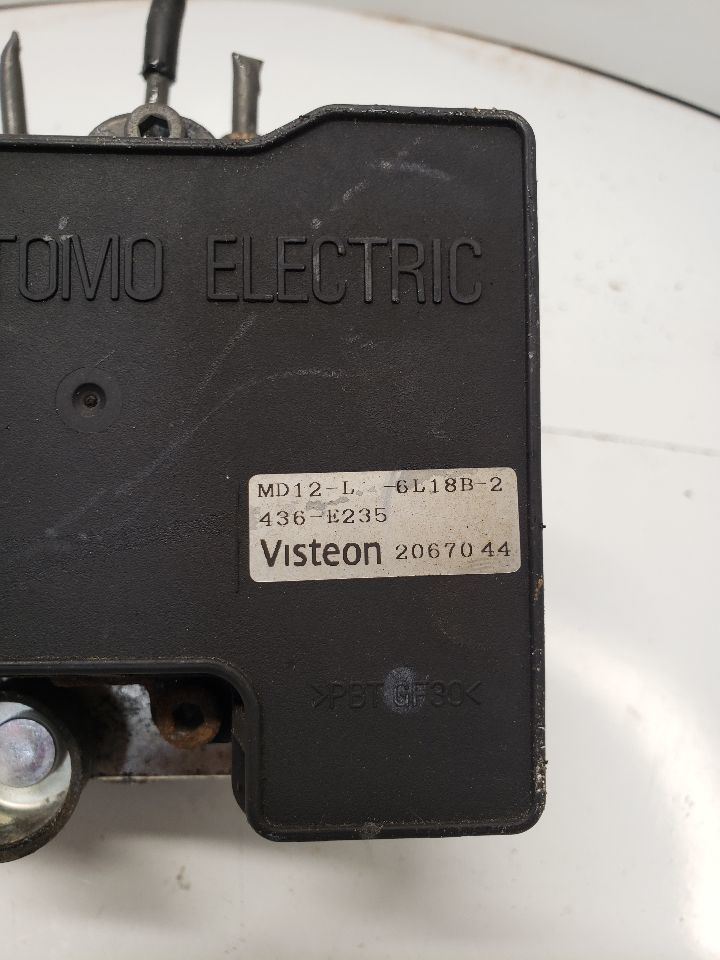 TOMO ELECTRIC
MD12-L -6L18B-2
436-E235
Visteon 2067044
>PBT GF30<